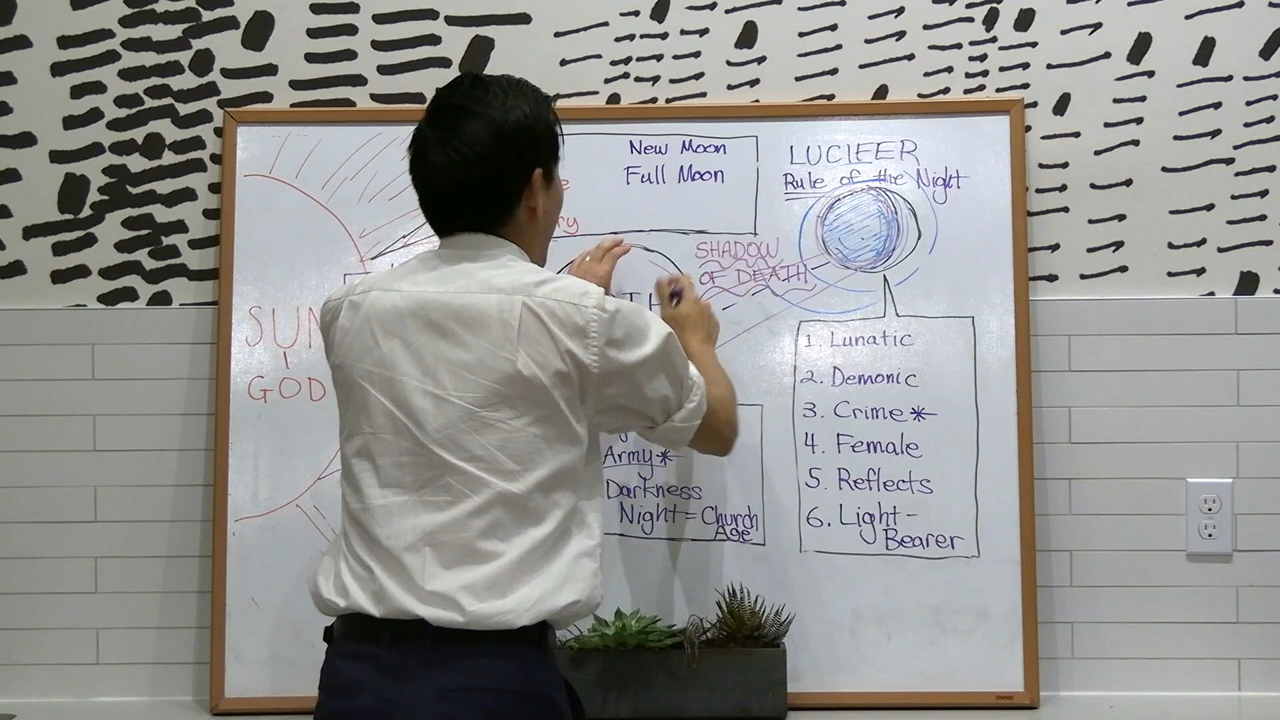 New Moon
Full Moon
LUCIFER
Rule of the Night
SHADOW
OF DEATH
SUN
GOD
1. Lunatic
2. Demonic
3. Crime*
4. Female
5. Reflects
6. Light-
Bearer
Army*
Darkness
Night = Church
Age